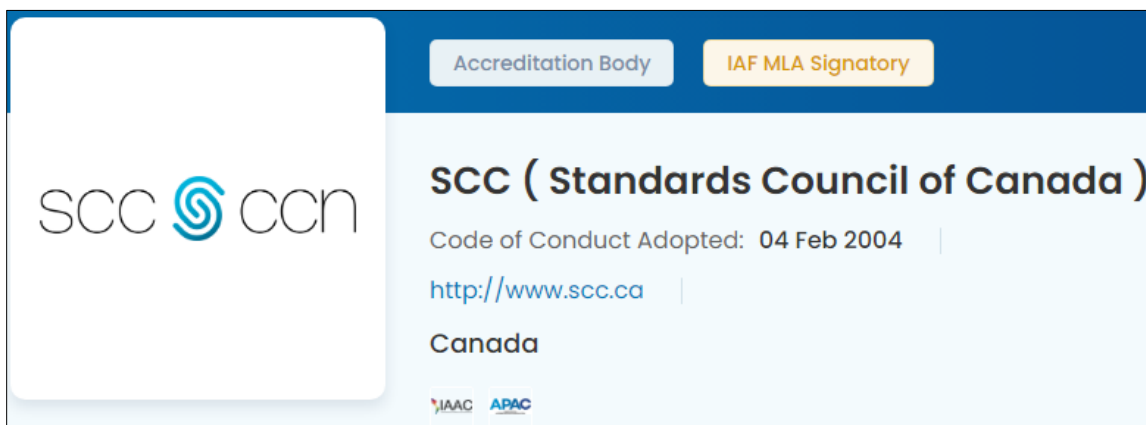 Accreditation Body
IAF MLA Signatory
scc ccn
SCC ( Standards Council of Canada )
Code of Conduct Adopted: 04 Feb 2004
http://www.scc.ca
Canada
IAAC APAC